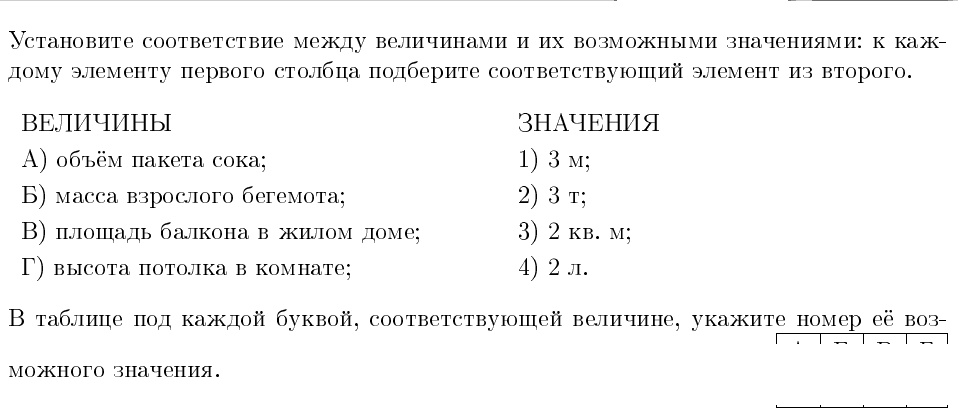 Установите соответствие между величинами и их возможными значениями: к каж-
дому элементу первого столбца подберите соответствующий элемент из второго.
ВЕЛИЧИНЫ
А) объём пакета сока;
Б) масса взрослого бегемота;
В) площадь балкона в жилом доме;
Г) высота потолка в комнате;
ЗНАЧЕНИЯ
1) 3 м;
2) 3 т;
3) 2 кв. м;
4) 2 л.
В таблице под каждой буквой, соответствующей величине, укажите номер её воз-
можного значения.